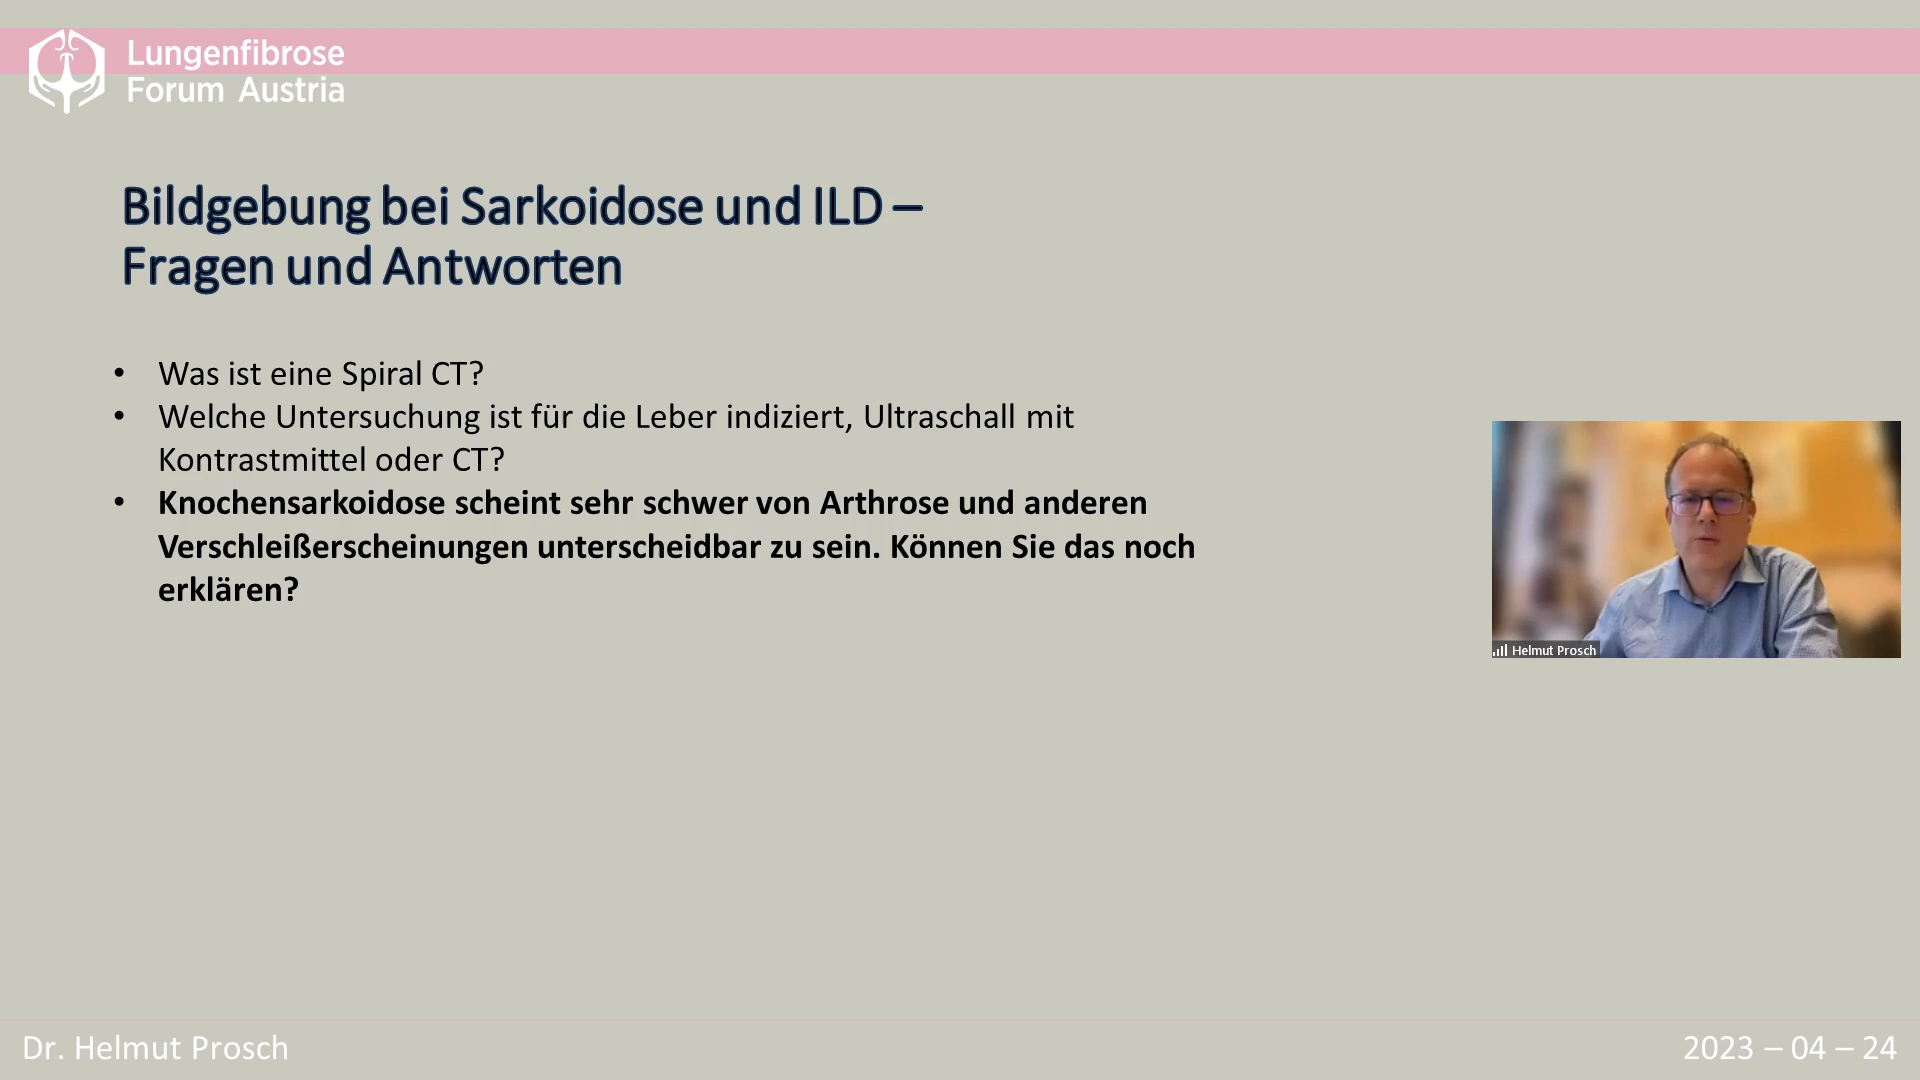 Lungenfibrose
Forum Austria
Bildgebung bei Sarkoidose und ILD –
Fragen und Antworten
• Was ist eine Spiral CT?
• Welche Untersuchung ist für die Leber indiziert, Ultraschall mit
Kontrastmittel oder CT?
• Knochensarkoidose scheint sehr schwer von Arthrose und anderen
Verschleißerscheinungen unterscheidbar zu sein. Können Sie das noch
erklären?
Helmut Prosch
Dr. Helmut Prosch
2023 – 04 – 24